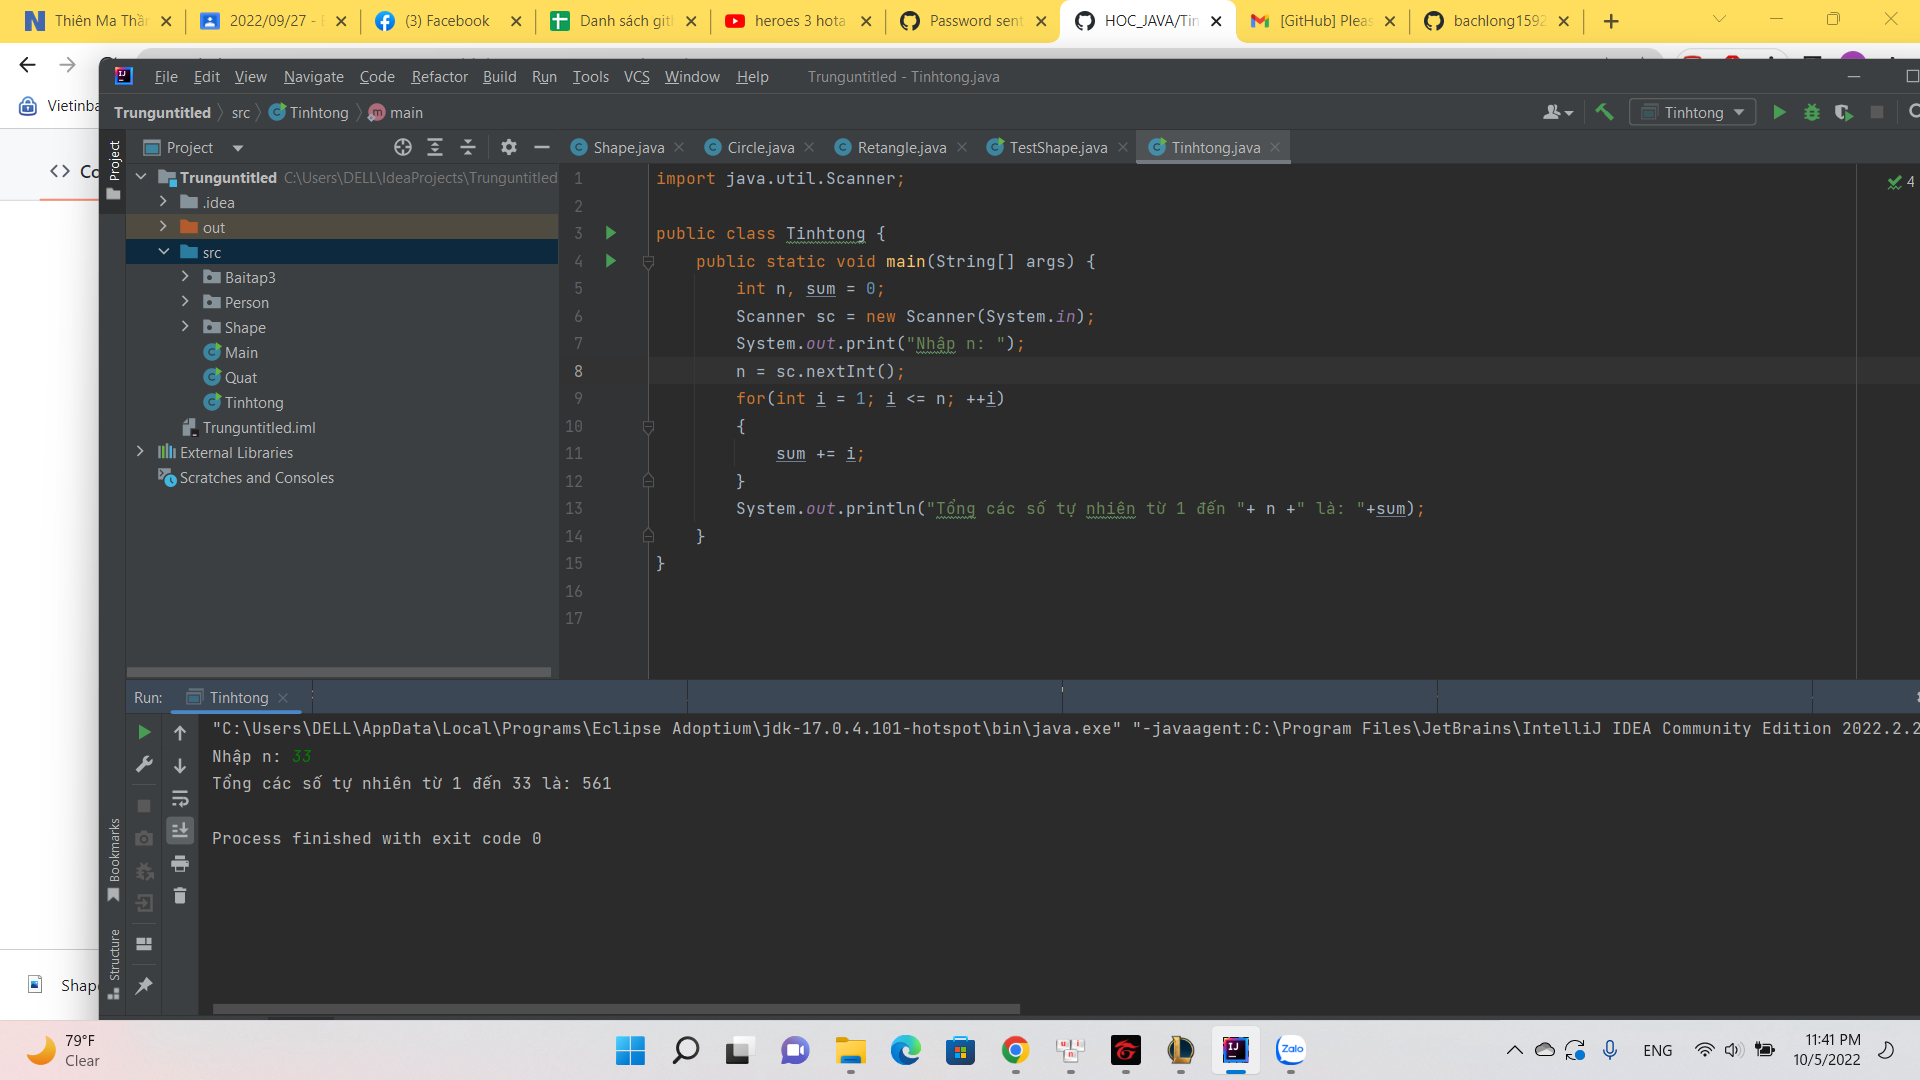 Thiên Ma Thần
2022/09/27 - B
(3) Facebook
Danh sách gitl
heroes 3 hota
Password sent
HOC_JAVA/Tin
[GitHub] Pleas
bachlong1592
Vietinba
Co
Shap
File Edit View Navigate Code Refactor Build Run Tools VCS Window Help Trunguntitled - Tinhtong.java
Trunguntitled src Tinhtong main
Tinhtong
Project
Project
Shape.java
Circle.java
Retangle.java
TestShape.java
Tinhtong.java
Trunguntitled C:\Users\DELL\IdeaProjects\Trunguntitled
.idea
out
src
Baitap3
Person
Shape
Main
Quat
Tinhtong
Trunguntitled.iml
External Libraries
Scratches and Consoles
4
1 import java.util.Scanner;
2
3 public class Tinhtong {
4 public static void main(String[] args) {
5 int n, sum = 0;
6 Scanner sc = new Scanner(System.in);
7 System.out.print("Nhập n: ");
8 n = sc.nextInt();
9 for(int i = 1; i <= n; ++i)
10 {
11 sum += i;
12 }
13 System.out.println("Tổng các số tự nhiên từ 1 đến "+ n +" là: "+sum);
14 }
15 }
16
17
Run: Tinhtong
"C:\Users\DELL\AppData\Local\Programs\Eclipse Adoptium\jdk-17.0.4.101-hotspot\bin\java.exe" "-javaagent:C:\Program Files\JetBrains\IntelliJ IDEA Community Edition 2022.2.2
Nhập n: 33
Tổng các số tự nhiên từ 1 đến 33 là: 561
Process finished with exit code 0
Bookmarks
Structure
79°F
Clear
Zalo
ENG
11:41 PM
10/5/2022